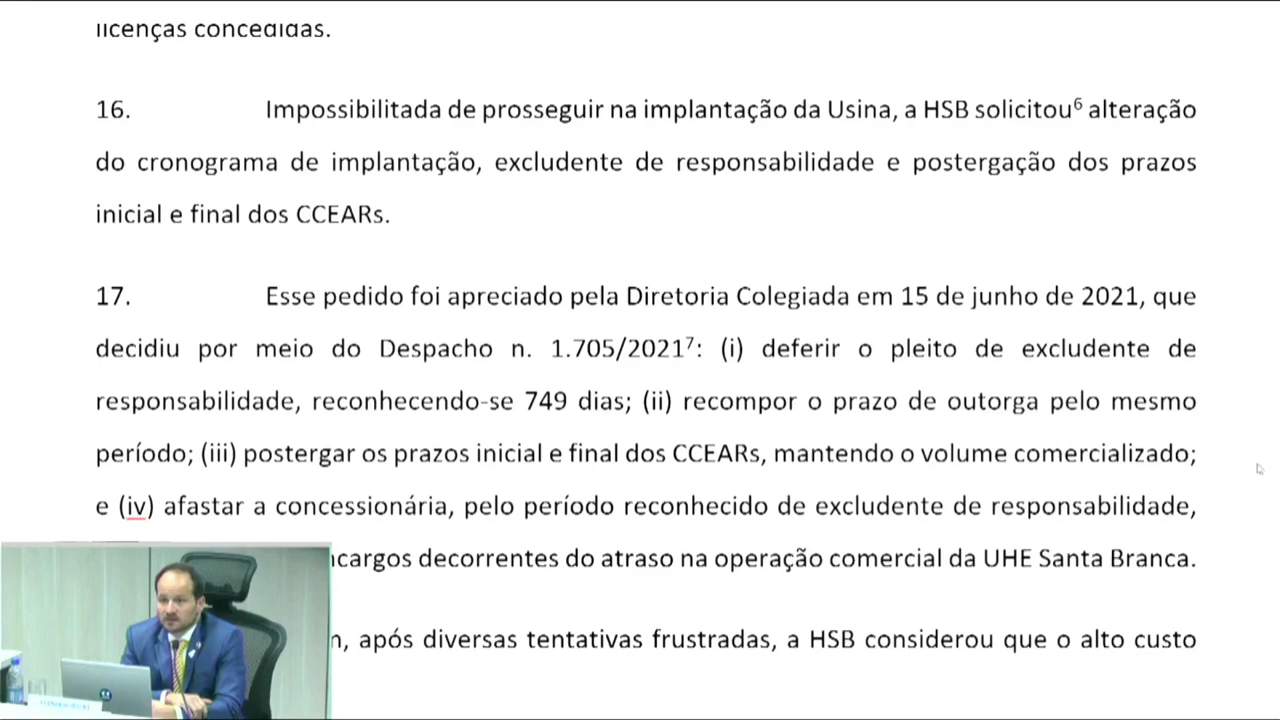 licenças concedidas.
16. Impossibilitada de prosseguir na implantação da Usina, a HSB solicitou⁶ alteração
do cronograma de implantação, excludente de responsabilidade e postergação dos prazos
inicial e final dos CCEARs.
17. Esse pedido foi apreciado pela Diretoria Colegiada em 15 de junho de 2021, que
decidiu por meio do Despacho n. 1.705/2021⁷: (i) deferir o pleito de excludente de
responsabilidade, reconhecendo-se 749 dias; (ii) recompor o prazo de outorga pelo mesmo
período; (iii) postergar os prazos inicial e final dos CCEARs, mantendo o volume comercializado;
e (iv) afastar a concessionária, pelo período reconhecido de excludente de responsabilidade,
cargos decorrentes do atraso na operação comercial da UHE Santa Branca.
, após diversas tentativas frustradas, a HSB considerou que o alto custo